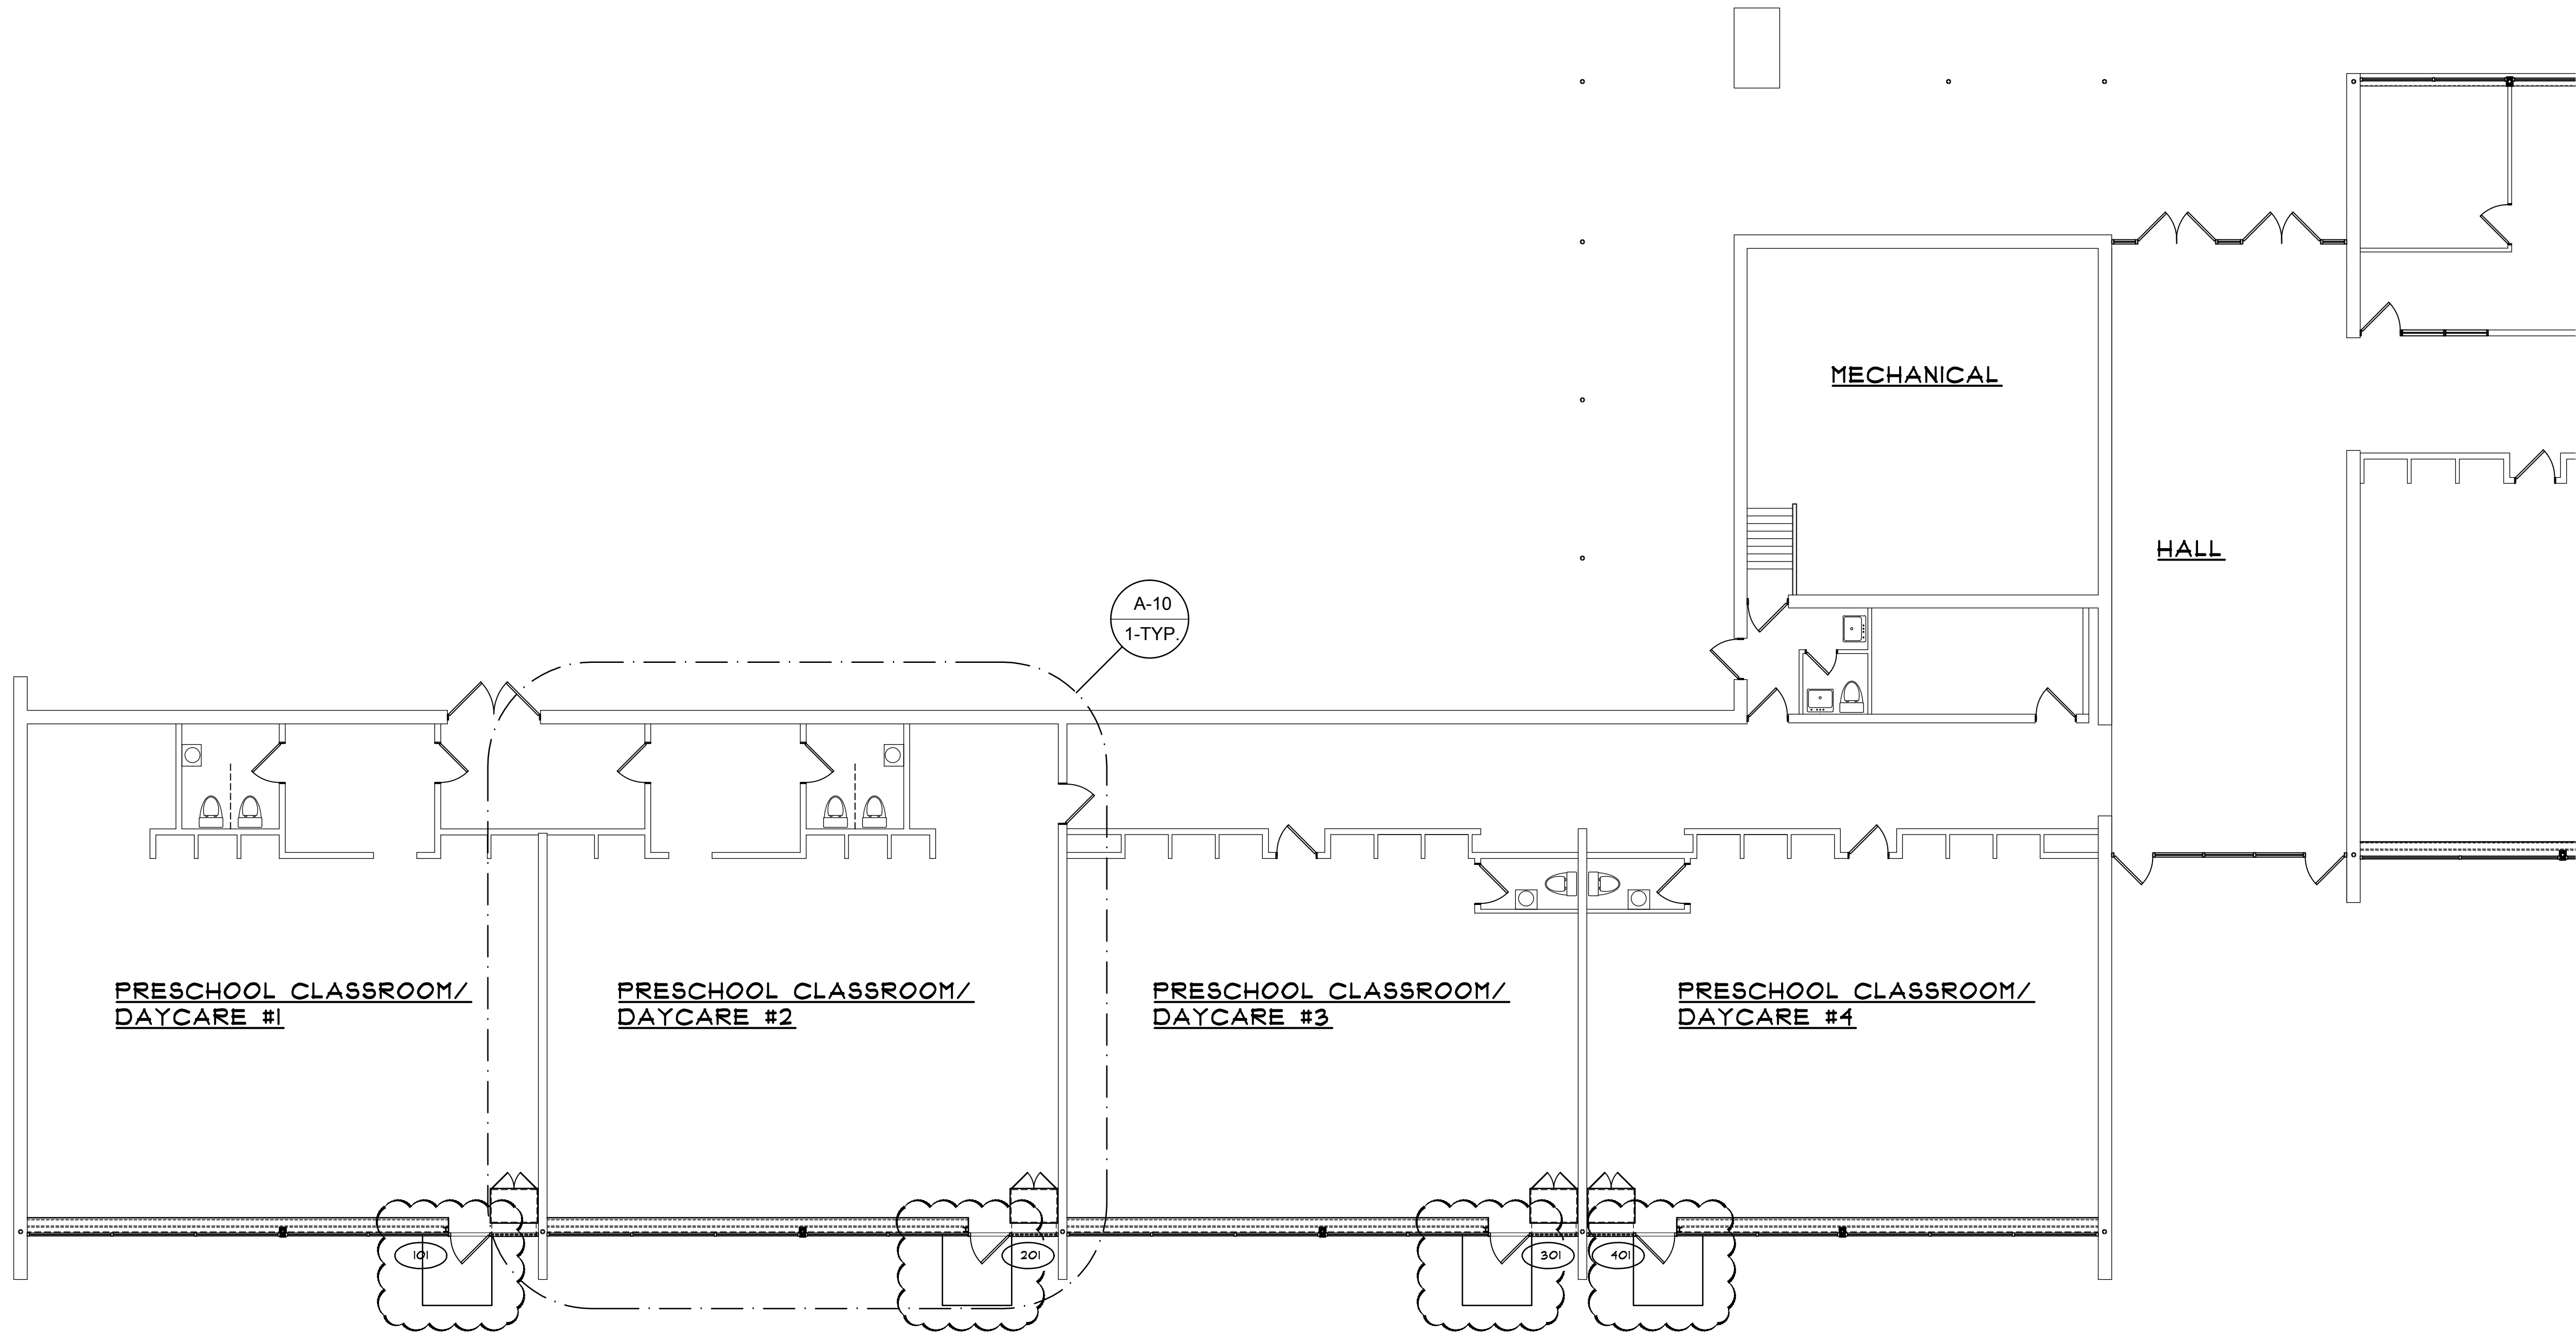 MECHANICAL
HALL
A-10
1-TYP.
PRESCHOOL CLASSROOM/
DAYCARE #1
PRESCHOOL CLASSROOM/
DAYCARE #2
PRESCHOOL CLASSROOM/
DAYCARE #3
PRESCHOOL CLASSROOM/
DAYCARE #4
101
201
301
401